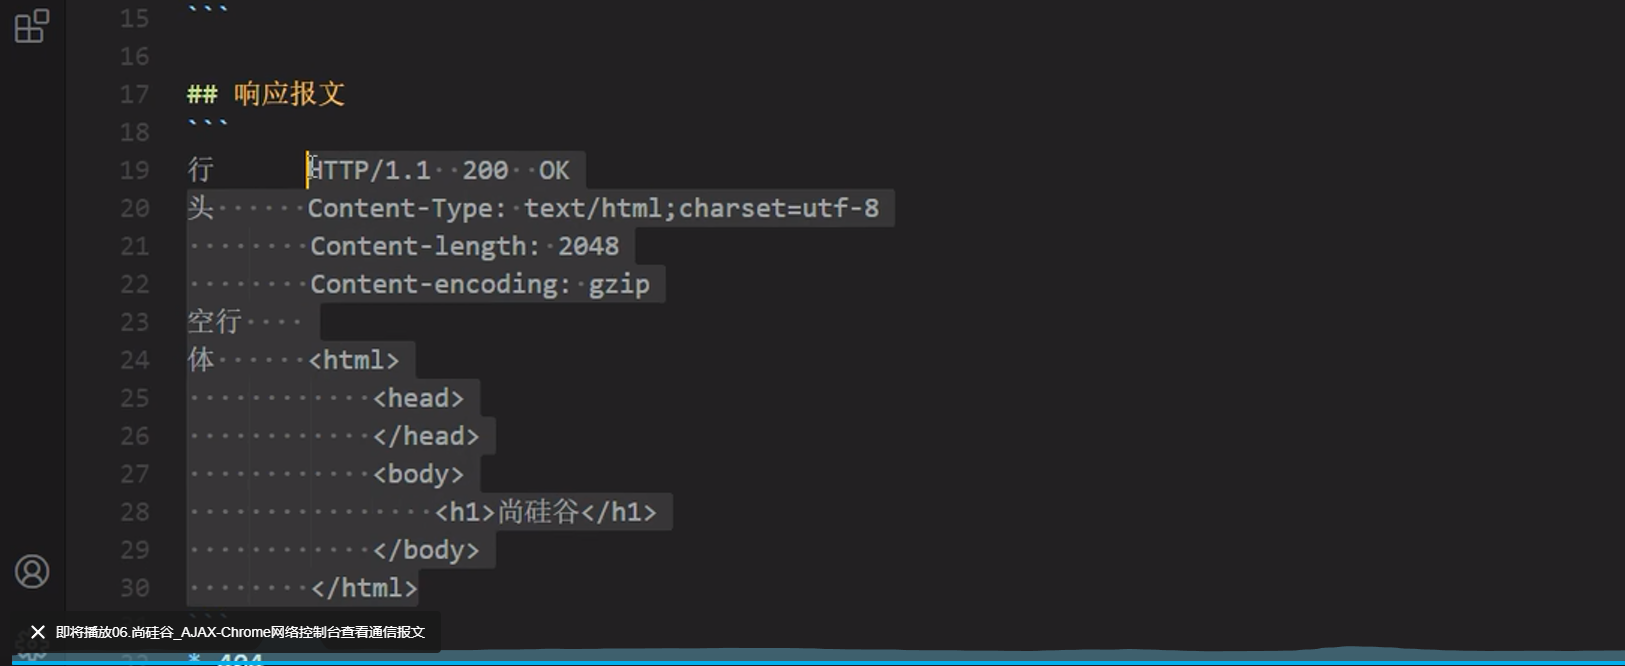 15 ```
16
17 ## 响应报文
18 ```
19 行 HTTP/1.1  200  OK
20 头 Content-Type: text/html;charset=utf-8
21 Content-length: 2048
22 Content-encoding: gzip
23 空行
24 体 <html>
25 <head>
26 </head>
27 <body>
28 <h1>尚硅谷</h1>
29 </body>
30 </html>
```
即将播放06.尚硅谷_AJAX-Chrome网络控制台查看通信报文
* 404